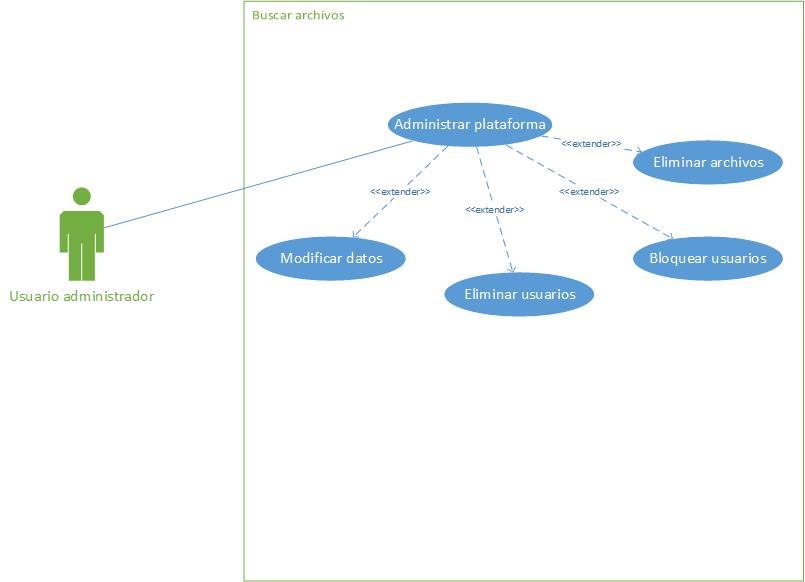 Buscar archivos
Administrar plataforma
<<extender>>
Eliminar archivos
<<extender>>
<<extender>>
<<extender>>
Modificar datos
Bloquear usuarios
Eliminar usuarios
Usuario administrador